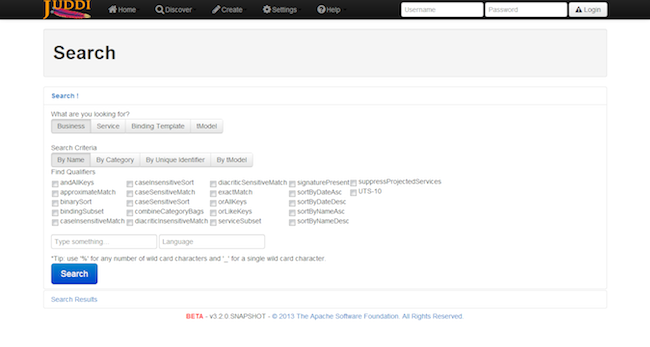 JUDDI Home Discover Create Settings Help Username Password Login
Search
Search !
What are you looking for?
Business Service Binding Template tModel
Search Criteria
By Name By Category By Unique Identifier By tModel
Find Qualifiers
andAllKeys caseInsensitiveSort diacriticSensitiveMatch signaturePresent suppressProjectedServices
approximateMatch caseSensitiveMatch exactMatch sortByDateAsc UTS-10
binarySort caseSensitiveSort orAllKeys sortByDateDesc
bindingSubset combineCategoryBags orLikeKeys sortByNameAsc
caseInsensitiveMatch diacriticInsensitiveMatch serviceSubset sortByNameDesc
Type something... Language
*Tip: use '%' for any number of wild card characters and '_' for a single wild card character.
Search
Search Results
BETA - v3.2.0 SNAPSHOT - © 2013 The Apache Software Foundation. All Rights Reserved.